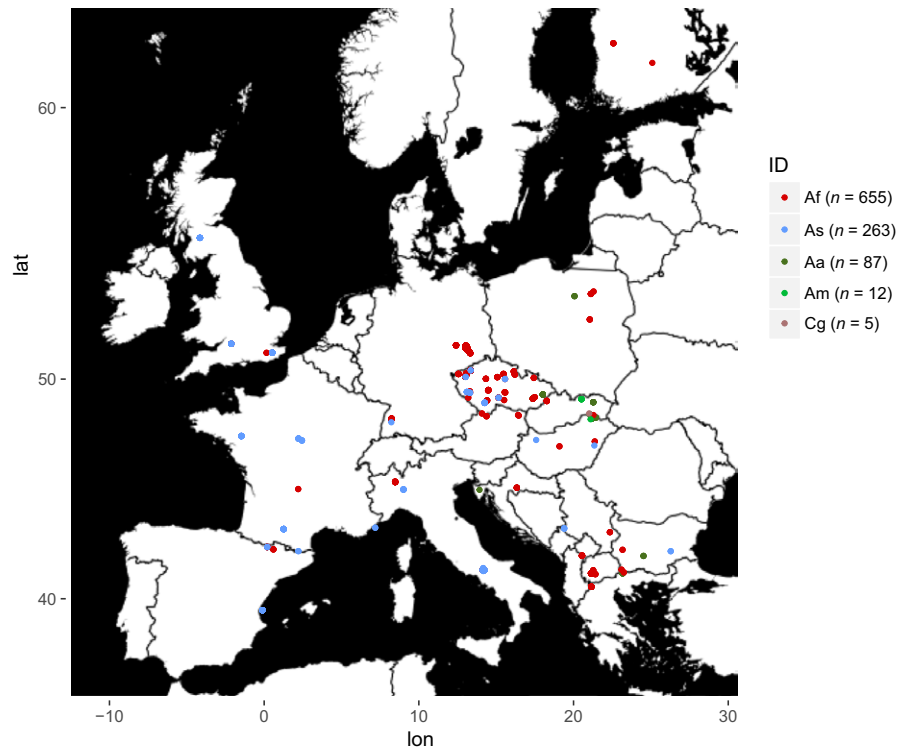 60
50
40
lat
−10
0
10
20
30
lon
ID
Af (n = 655)
As (n = 263)
Aa (n = 87)
Am (n = 12)
Cg (n = 5)